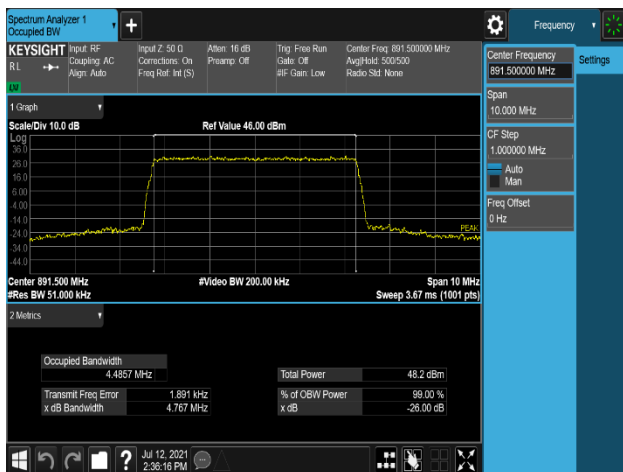 Spectrum Analyzer 1
Occupied BW
+
Frequency
KEYSIGHT
R L
LXI
Input: RF
Coupling: AC
Align: Auto
Input Z: 50 Ω
Corrections: On
Freq Ref: Int (S)
Atten: 16 dB
Preamp: Off
Trig: Free Run
Gate: Off
#IF Gain: Low
Center Freq: 891.500000 MHz
Avg|Hold: 500/500
Radio Std: None
Center Frequency
891.500000 MHz
Settings
Span
10.000 MHz
CF Step
1.000000 MHz
Auto
Man
Freq Offset
0 Hz
1 Graph
Scale/Div 10.0 dB
Ref Value 46.00 dBm
Log
36.0
26.0
16.0
6.00
-4.00
-14.0
-24.0
-34.0
-44.0
PEAK
Center 891.500 MHz
#Video BW 200.00 kHz
Span 10 MHz
#Res BW 51.000 kHz
Sweep 3.67 ms (1001 pts)
2 Metrics
Occupied Bandwidth
4.4857 MHz
Total Power 48.2 dBm
Transmit Freq Error 1.891 kHz
% of OBW Power 99.00 %
x dB Bandwidth 4.767 MHz
x dB -26.00 dB
?
Jul 12, 2021
2:36:16 PM